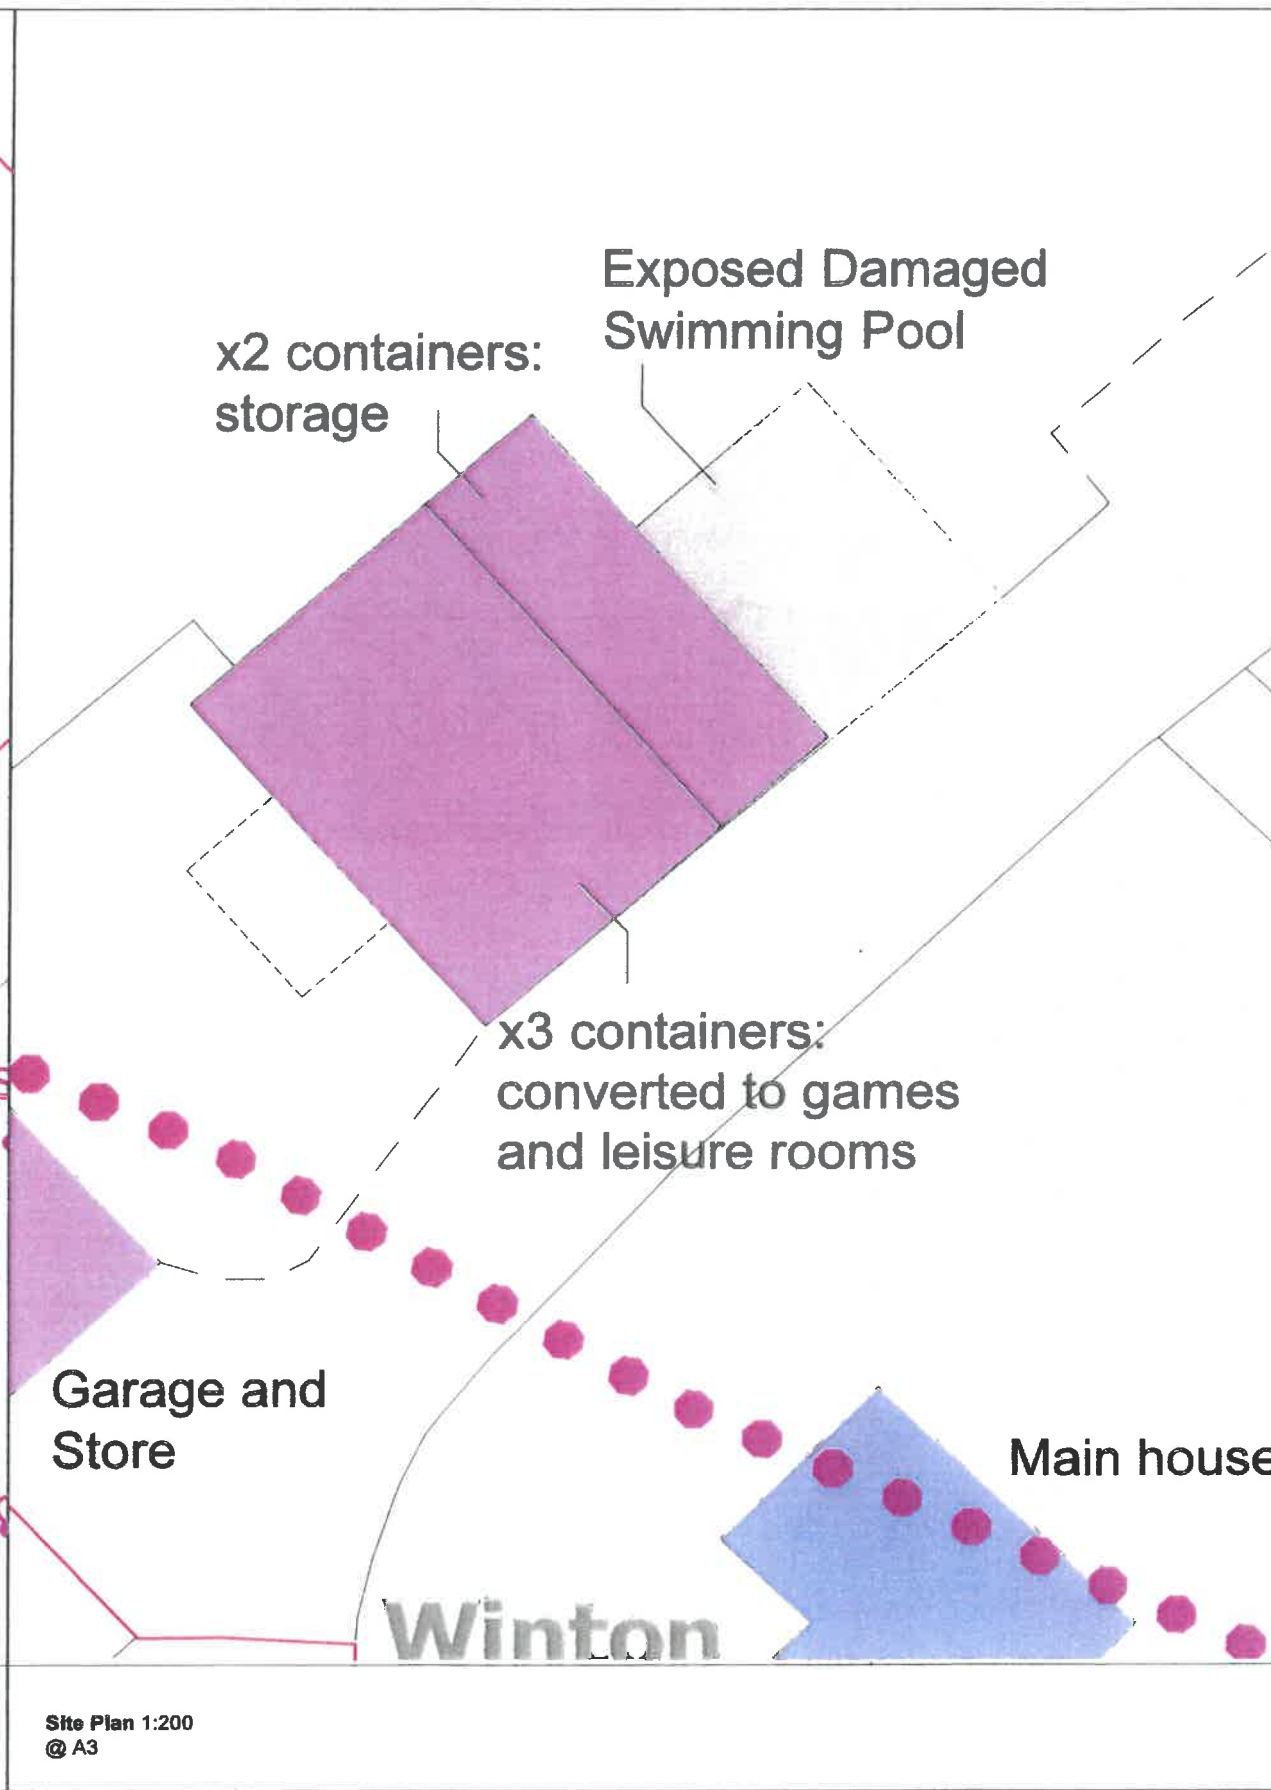 Exposed Damaged
Swimming Pool
x2 containers:
storage
x3 containers:
converted to games
and leisure rooms
Garage and
Store
Main house
Winton
Site Plan 1:200
@ A3